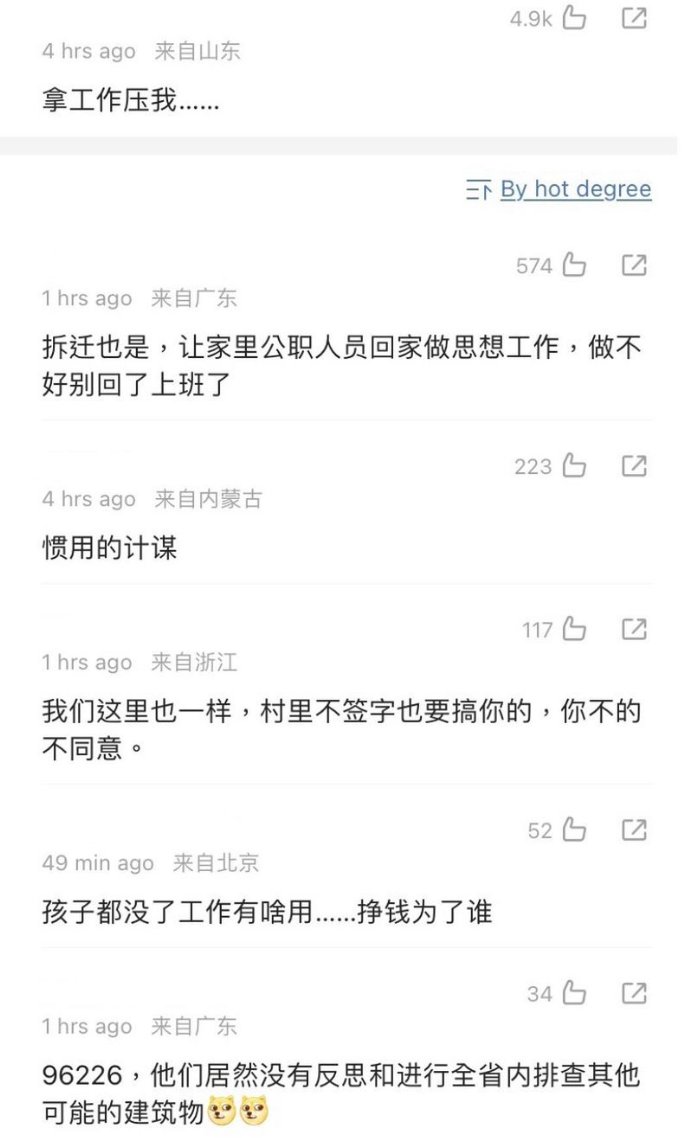 4.9k
4 hrs ago 来自山东
拿工作压我......
By hot degree
574
1 hrs ago 来自广东
拆迁也是，让家里公职人员回家做思想工作，做不
好别回了上班了
223
4 hrs ago 来自内蒙古
惯用的计谋
117
1 hrs ago 来自浙江
我们这里也一样，村里不签字也要搞你的，你不的
不同意。
52
49 min ago 来自北京
孩子都没了工作有啥用......挣钱为了谁
34
1 hrs ago 来自广东
96226，他们居然没有反思和进行全省内排查其他
可能的建筑物